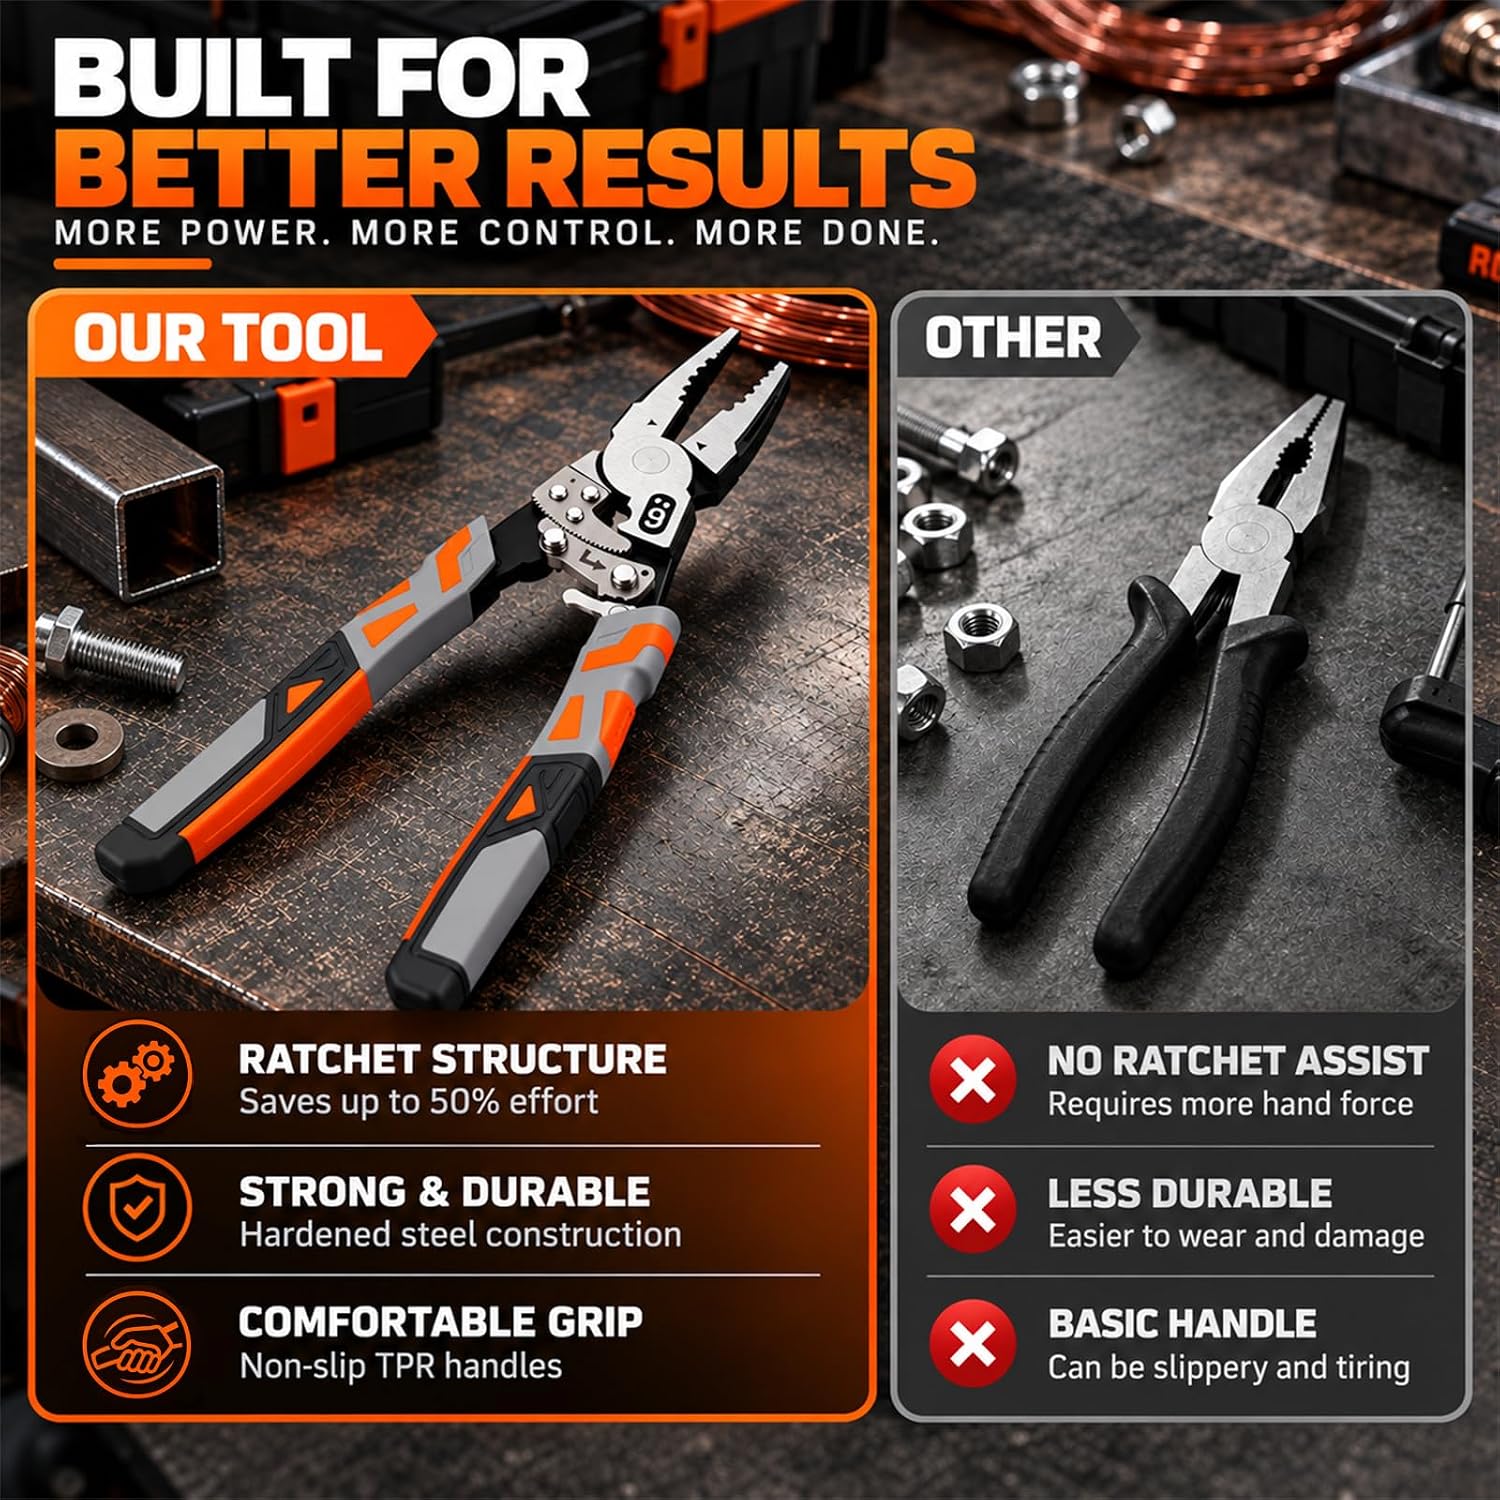 BUILT FOR
BETTER RESULTS
MORE POWER. MORE CONTROL. MORE DONE.
OUR TOOL
OTHER
9
RATCHET STRUCTURE
Saves up to 50% effort
STRONG & DURABLE
Hardened steel construction
COMFORTABLE GRIP
Non-slip TPR handles
NO RATCHET ASSIST
Requires more hand force
LESS DURABLE
Easier to wear and damage
BASIC HANDLE
Can be slippery and tiring